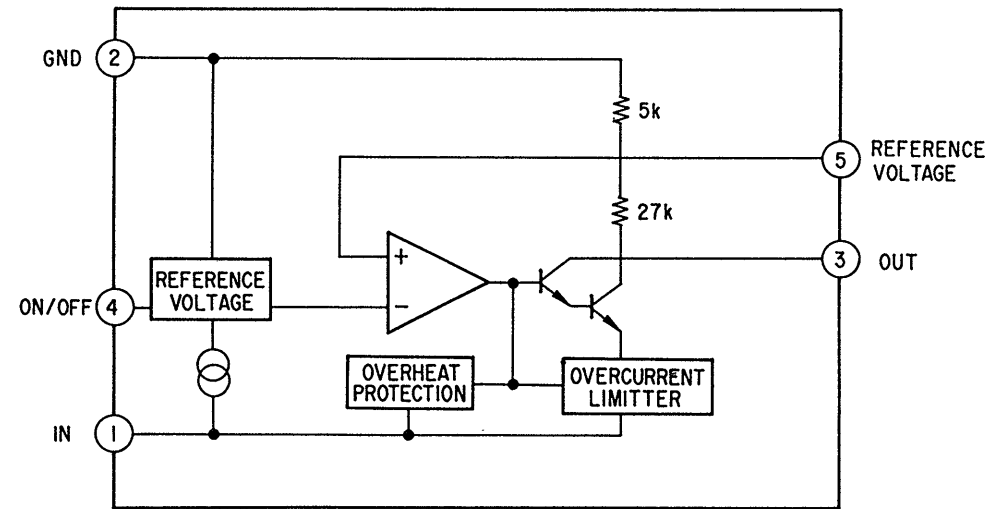 GND 2
5k
5 REFERENCE
VOLTAGE
27k
+
3 OUT
REFERENCE
VOLTAGE
ON/OFF 4
−
OVERHEAT
PROTECTION
OVERCURRENT
LIMITTER
IN 1